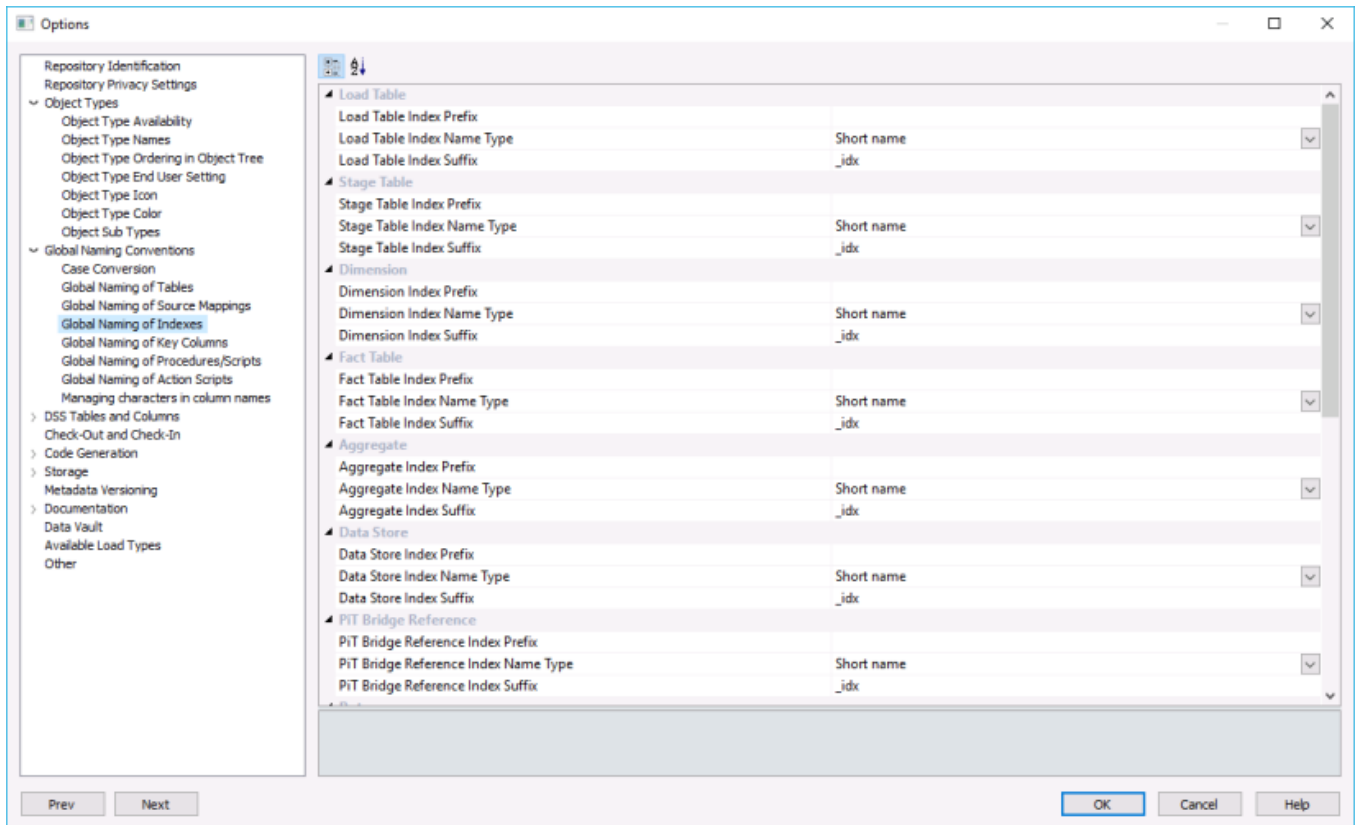 Options
Repository Identification
Repository Privacy Settings
Object Types
Object Type Availability
Object Type Names
Object Type Ordering in Object Tree
Object Type End User Setting
Object Type Icon
Object Type Color
Object Sub Types
Global Naming Conventions
Case Conversion
Global Naming of Tables
Global Naming of Source Mappings
Global Naming of Indexes
Global Naming of Key Columns
Global Naming of Procedures/Scripts
Global Naming of Action Scripts
Managing characters in column names
DSS Tables and Columns
Check-Out and Check-In
Code Generation
Storage
Metadata Versioning
Documentation
Data Vault
Available Load Types
Other
Load Table
Load Table Index Prefix
Load Table Index Name Type Short name
Load Table Index Suffix _idx
Stage Table
Stage Table Index Prefix
Stage Table Index Name Type Short name
Stage Table Index Suffix _idx
Dimension
Dimension Index Prefix
Dimension Index Name Type Short name
Dimension Index Suffix _idx
Fact Table
Fact Table Index Prefix
Fact Table Index Name Type Short name
Fact Table Index Suffix _idx
Aggregate
Aggregate Index Prefix
Aggregate Index Name Type Short name
Aggregate Index Suffix _idx
Data Store
Data Store Index Prefix
Data Store Index Name Type Short name
Data Store Index Suffix _idx
PiT Bridge Reference
PiT Bridge Reference Index Prefix
PiT Bridge Reference Index Name Type Short name
PiT Bridge Reference Index Suffix _idx
Prev Next OK Cancel Help